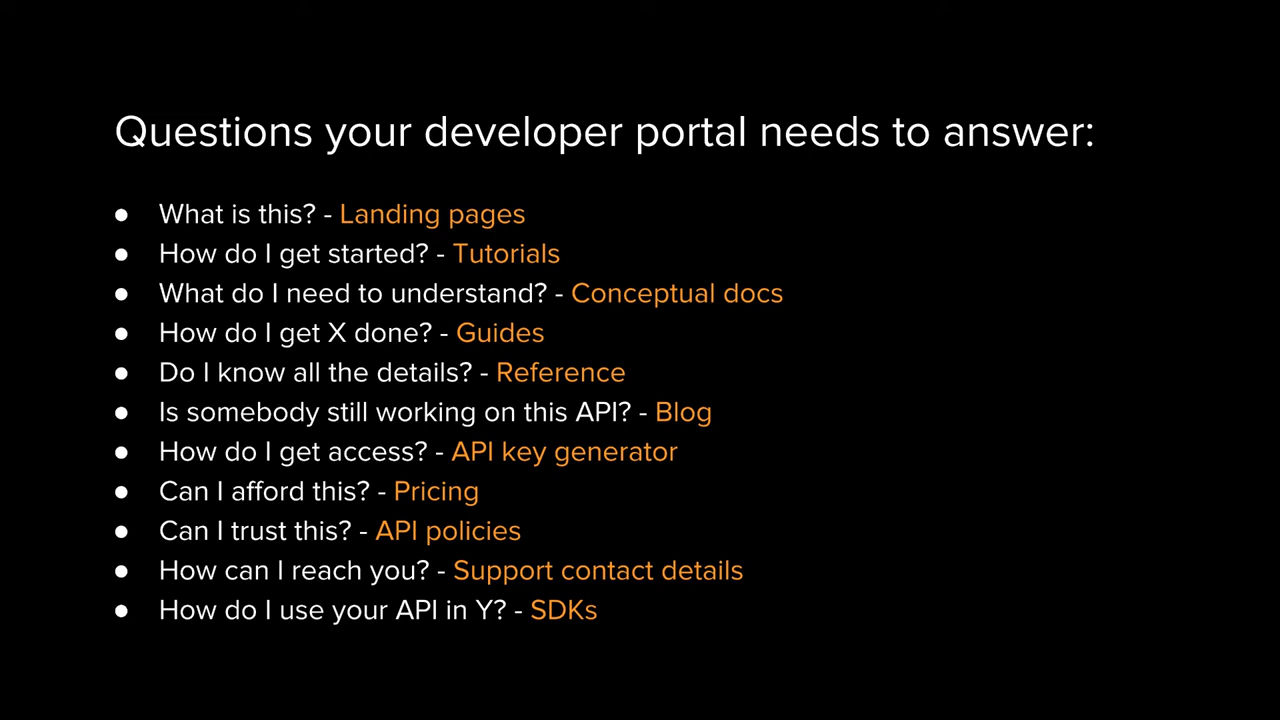 Questions your developer portal needs to answer:
● What is this? - Landing pages
● How do I get started? - Tutorials
● What do I need to understand? - Conceptual docs
● How do I get X done? - Guides
● Do I know all the details? - Reference
● Is somebody still working on this API? - Blog
● How do I get access? - API key generator
● Can I afford this? - Pricing
● Can I trust this? - API policies
● How can I reach you? - Support contact details
● How do I use your API in Y? - SDKs